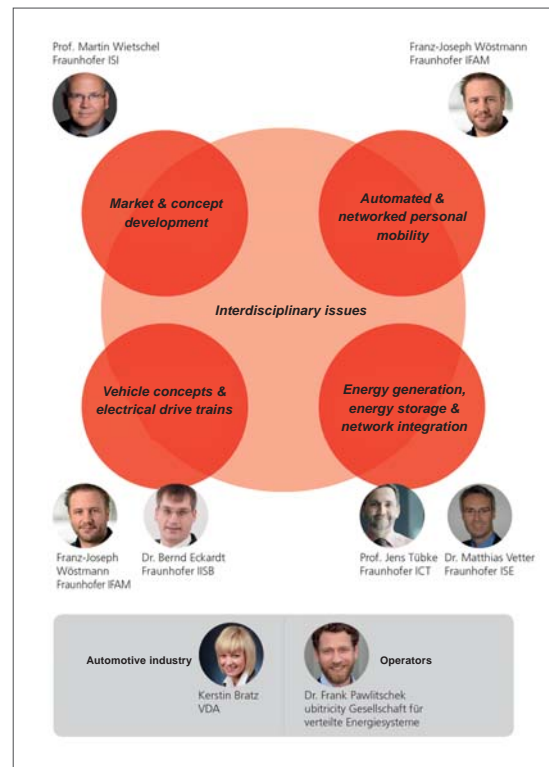 Prof. Martin Wietschel
Fraunhofer ISI
Franz-Joseph Wöstmann
Fraunhofer IFAM
Market & concept
development
Automated &
networked personal
mobility
Interdisciplinary issues
Vehicle concepts &
electrical drive trains
Energy generation,
energy storage &
network integration
Franz-Joseph
Wöstmann
Fraunhofer IFAM
Dr. Bernd Eckardt
Fraunhofer IISB
Prof. Jens Tübke
Fraunhofer ICT
Dr. Matthias Vetter
Fraunhofer ISE
Automotive industry
Kerstin Bratz
VDA
Operators
Dr. Frank Pawlitschek
ubitricity Gesellschaft für
verteilte Energiesysteme